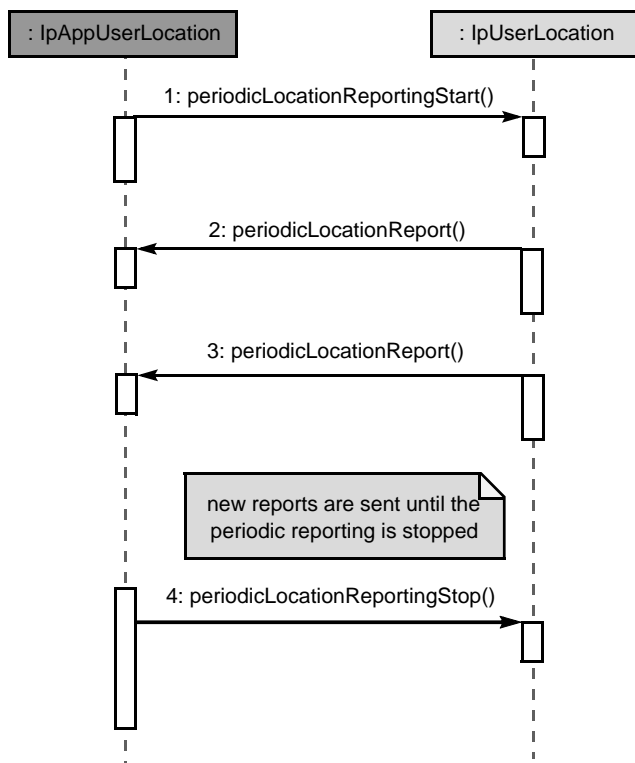 : IpAppUserLocation
: IpUserLocation
1: periodicLocationReportingStart()
2: periodicLocationReport()
3: periodicLocationReport()
new reports are sent until the
periodic reporting is stopped
4: periodicLocationReportingStop()